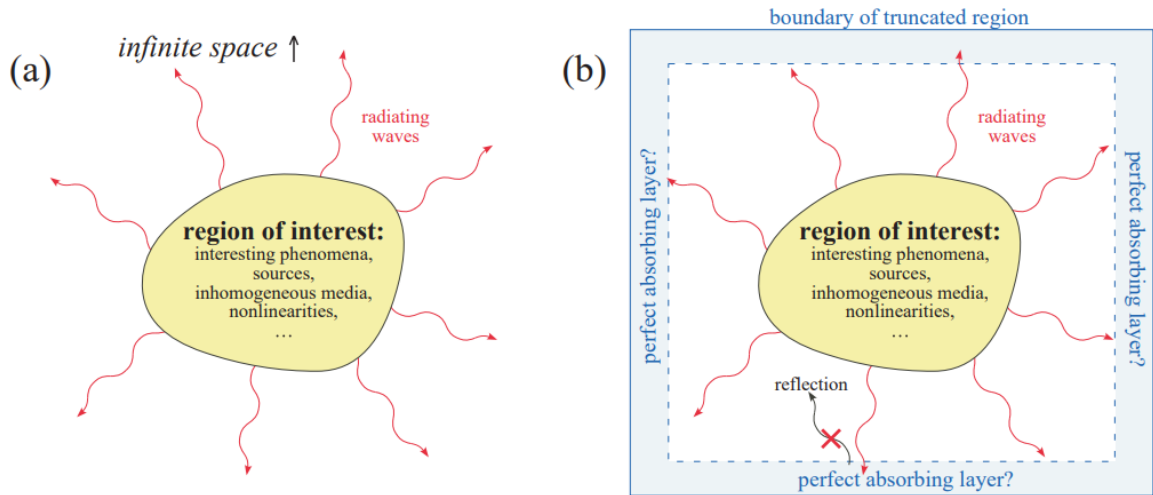 (a)
infinite space ↑
radiating
waves
region of interest:
interesting phenomena,
sources,
inhomogeneous media,
nonlinearities,
…
(b)
boundary of truncated region
radiating
waves
perfect absorbing layer?
region of interest:
interesting phenomena,
sources,
inhomogeneous media,
nonlinearities,
…
perfect absorbing layer?
reflection
perfect absorbing layer?